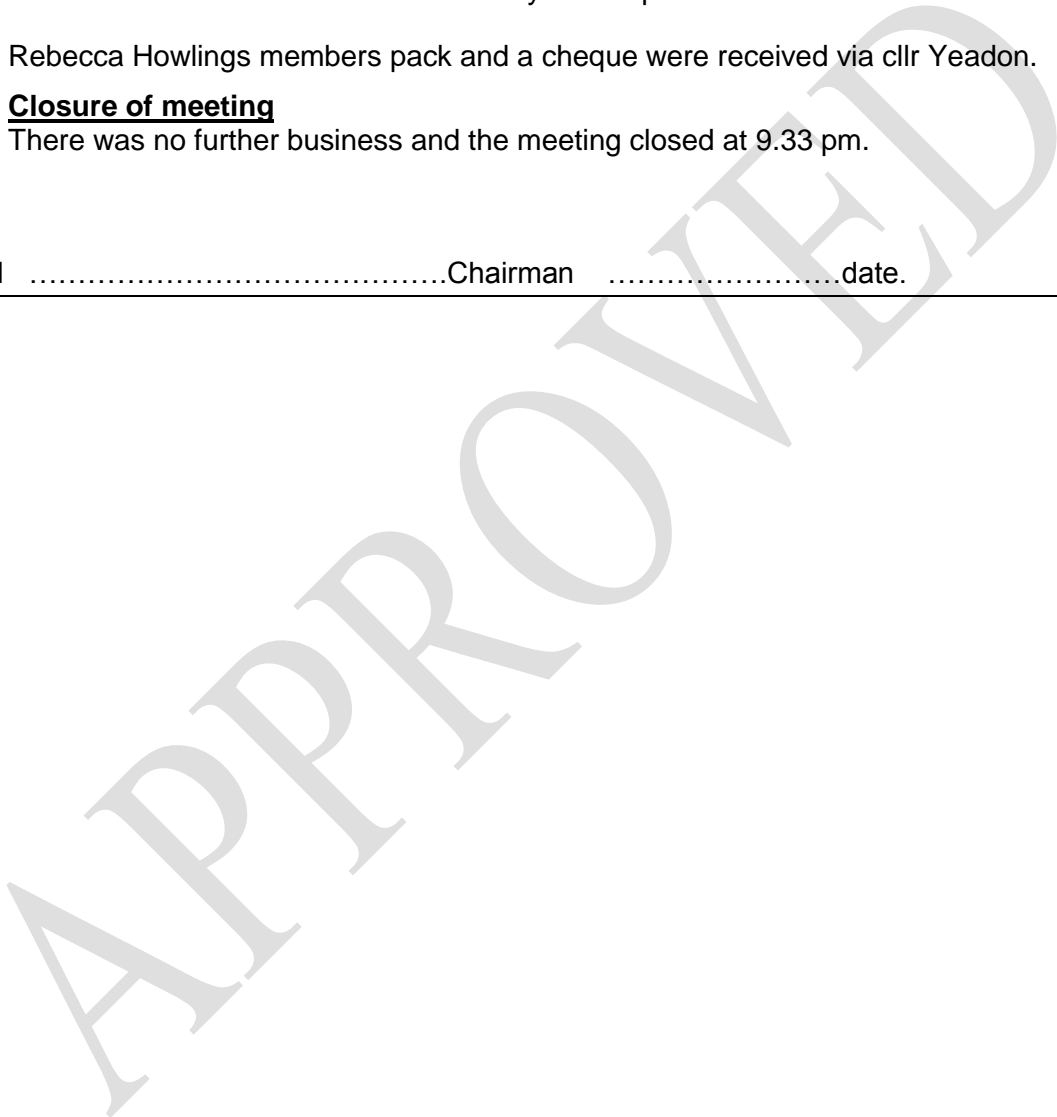 Rebecca Howlings members pack and a cheque were received via cllr Yeadon.
Closure of meeting
There was no further business and the meeting closed at 9.33 pm.
…………………………………….Chairman ……………………date.
APPROVED